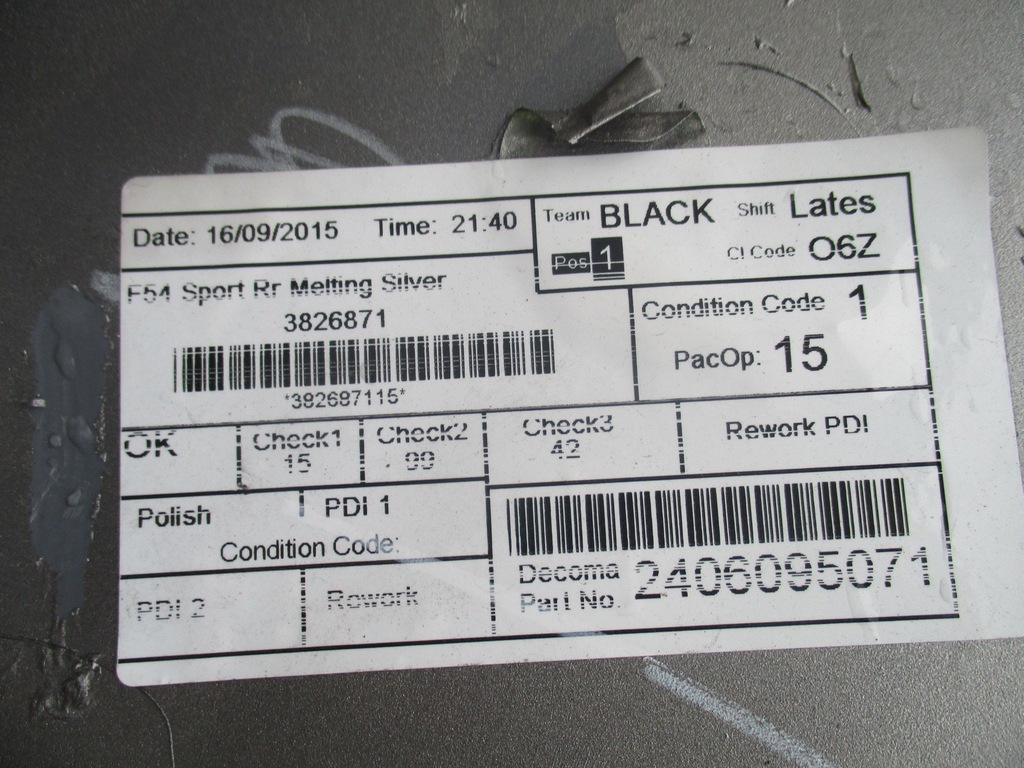 Date: 16/09/2015 Time: 21:40
Team BLACK Shift Lates
Pos 1 CI Code O6Z
F54 Sport Rr Melting Silver
3826871
*382687115*
Condition Code 1
PacOp: 15
OK
Check1
15
Check2
99
Check3
42
Rework PDI
Polish PDI 1
Condition Code:
PDI 2 Rework
Decoma
Part No. 2406095071